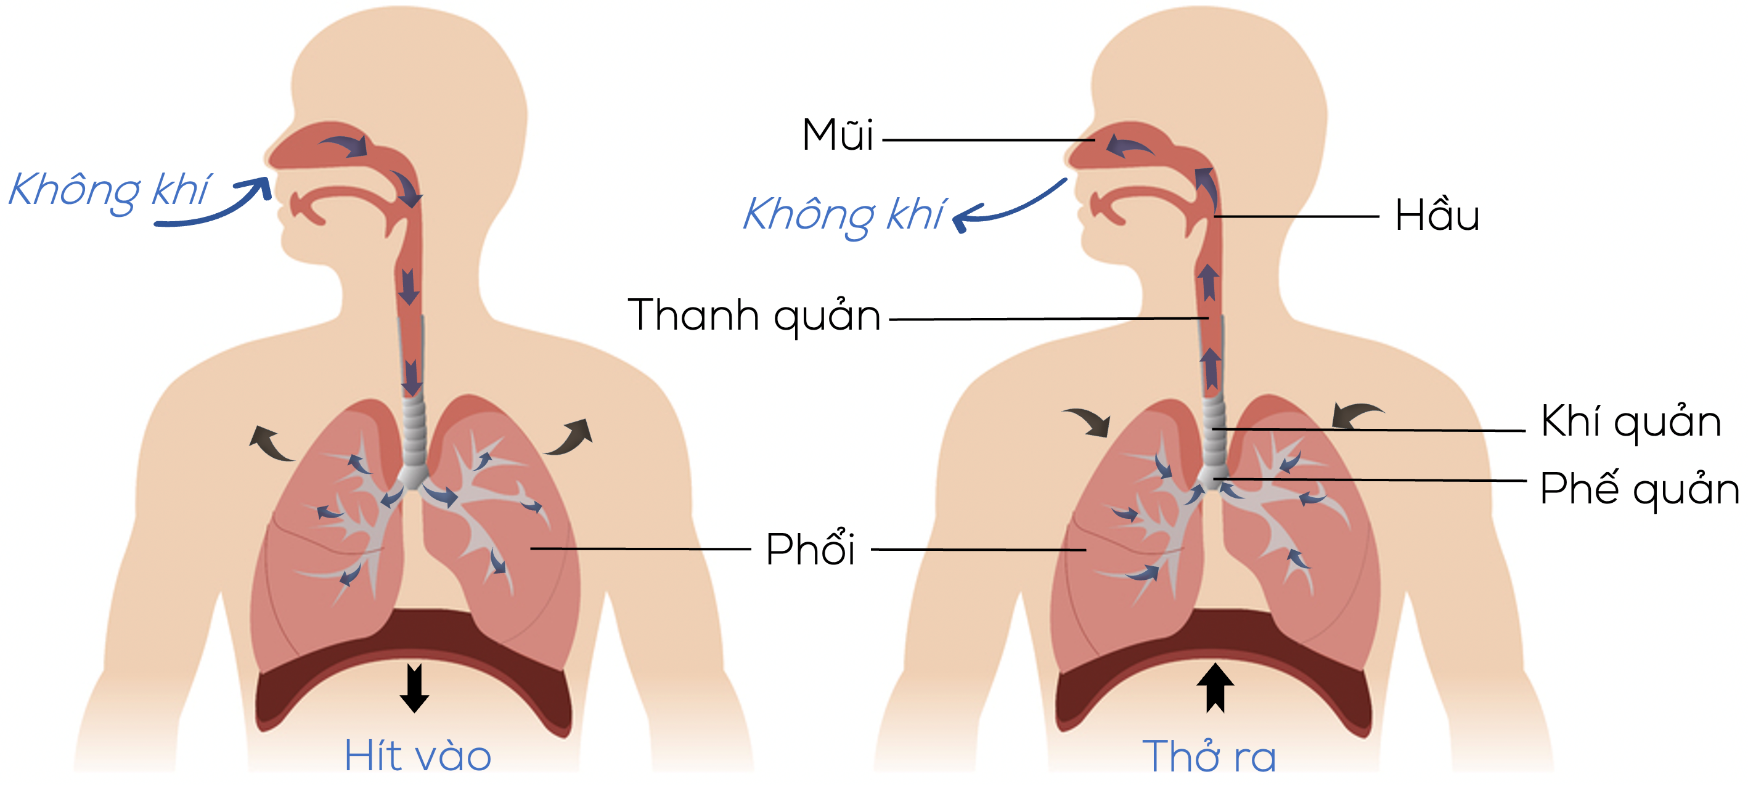 Mũi
Không khí
Không khí
Hầu
Thanh quản
Khí quản
Phế quản
Phổi
Hít vào
Thở ra